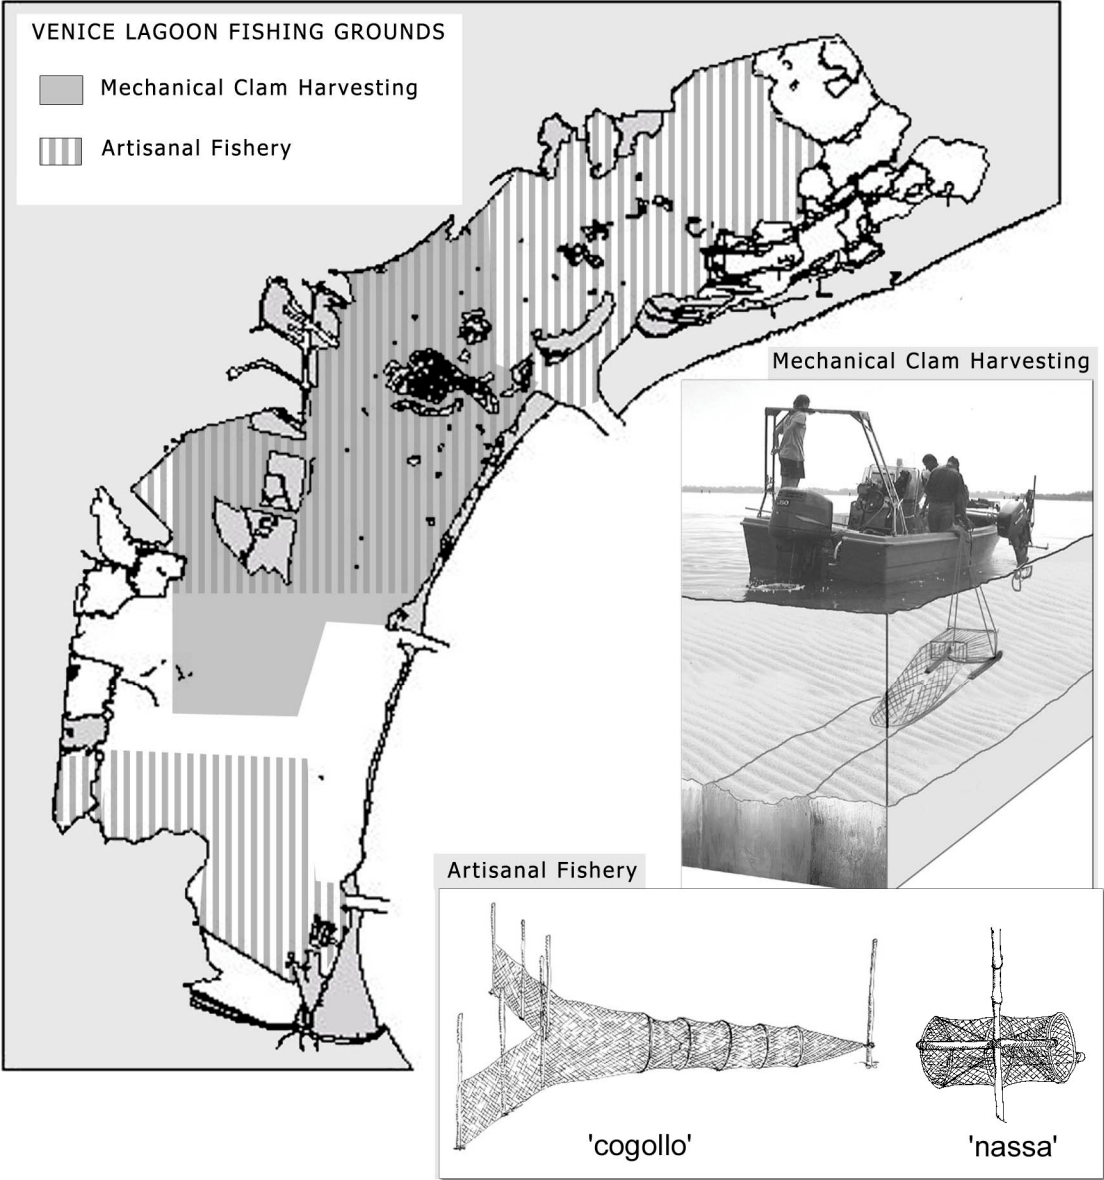 VENICE LAGOON FISHING GROUNDS
Mechanical Clam Harvesting
Artisanal Fishery
Mechanical Clam Harvesting
Artisanal Fishery
'cogollo' 'nassa'